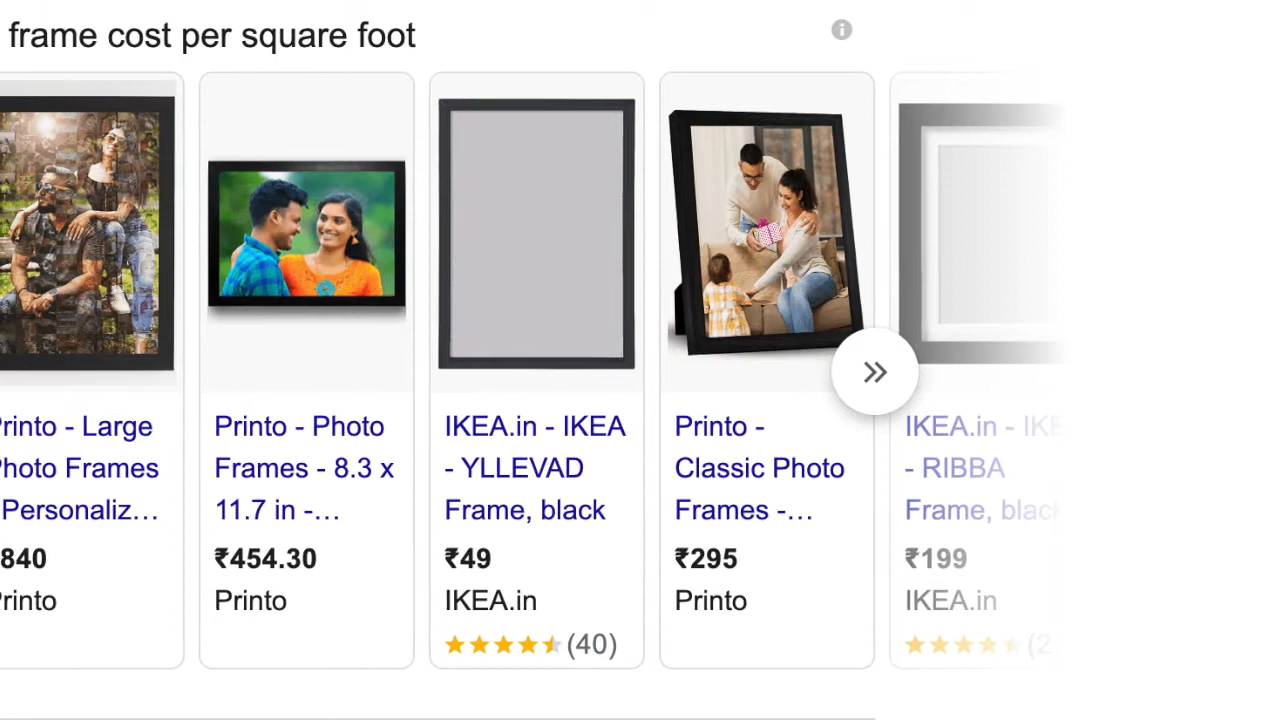 frame cost per square foot
Printo - Large
Photo Frames
Personaliz…
840
Printo
Printo - Photo
Frames - 8.3 x
11.7 in -…
₹454.30
Printo
IKEA.in - IKEA
- YLLEVAD
Frame, black
₹49
IKEA.in
(40)
Printo -
Classic Photo
Frames -…
₹295
Printo
IKEA.in - IKE
- RIBBA
Frame, black
₹199
IKEA.in